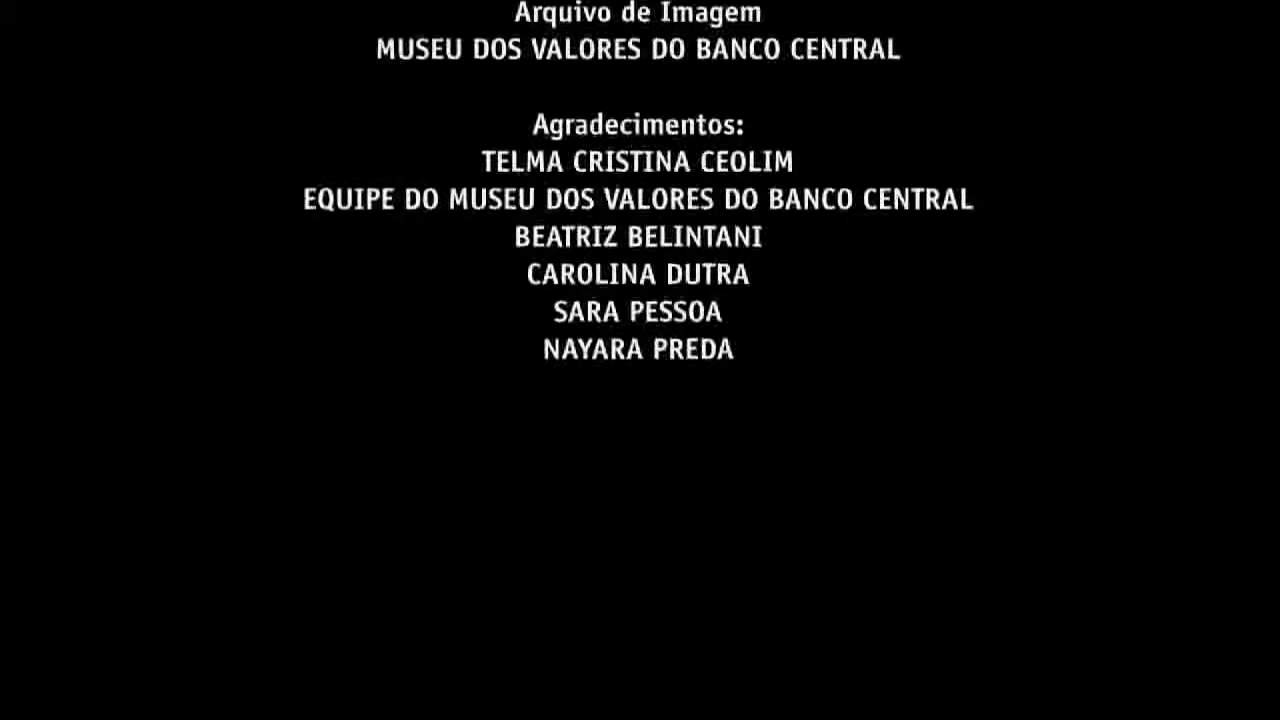 Arquivo de Imagem
MUSEU DOS VALORES DO BANCO CENTRAL
Agradecimentos:
TELMA CRISTINA CEOLIM
EQUIPE DO MUSEU DOS VALORES DO BANCO CENTRAL
BEATRIZ BELINTANI
CAROLINA DUTRA
SARA PESSOA
NAYARA PREDA